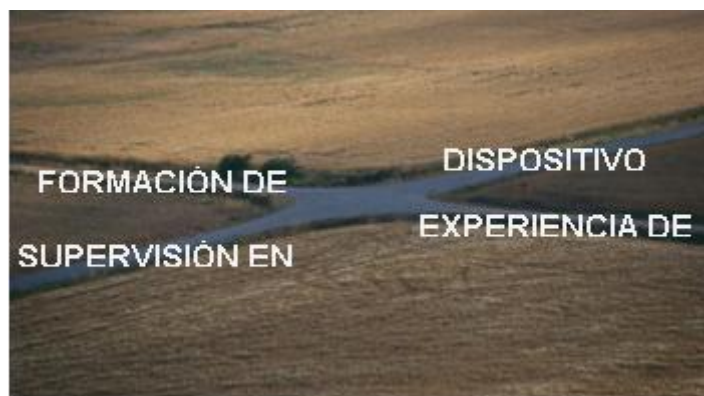 FORMACIÓN DE
DISPOSITIVO
SUPERVISIÓN EN
EXPERIENCIA DE